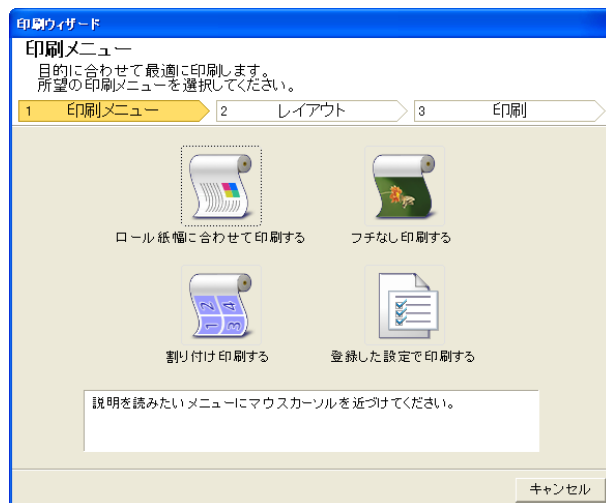 印刷ウィザード
印刷メニュー
目的に合わせて最適に印刷します。
所望の印刷メニューを選択してください。
1 印刷メニュー 2 レイアウト 3 印刷
ロール紙幅に合わせて印刷する フチなし印刷する
1 2
3 4
割り付け印刷する 登録した設定で印刷する
説明を読みたいメニューにマウスカーソルを近づけてください。
キャンセル